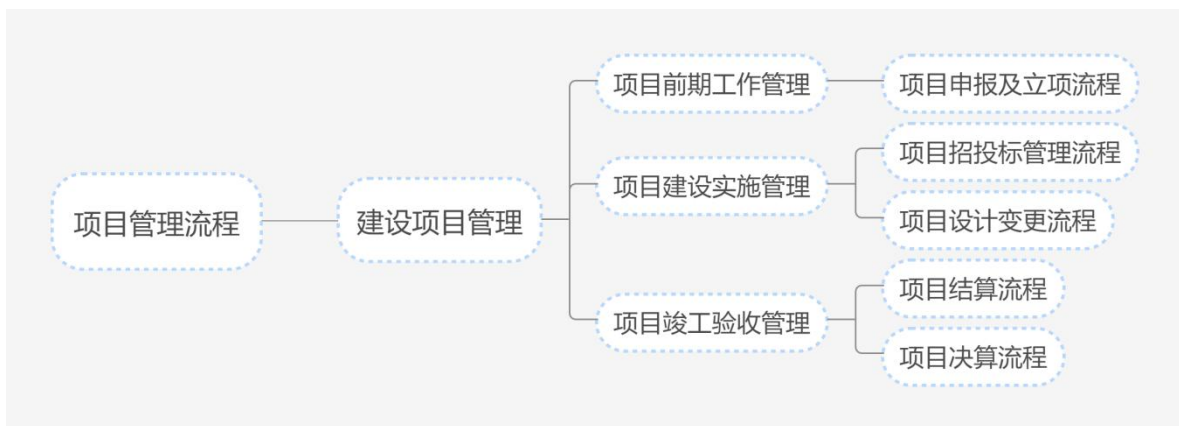 项目管理流程
建设项目管理
项目前期工作管理
项目申报及立项流程
项目建设实施管理
项目招投标管理流程
项目设计变更流程
项目竣工验收管理
项目结算流程
项目决算流程